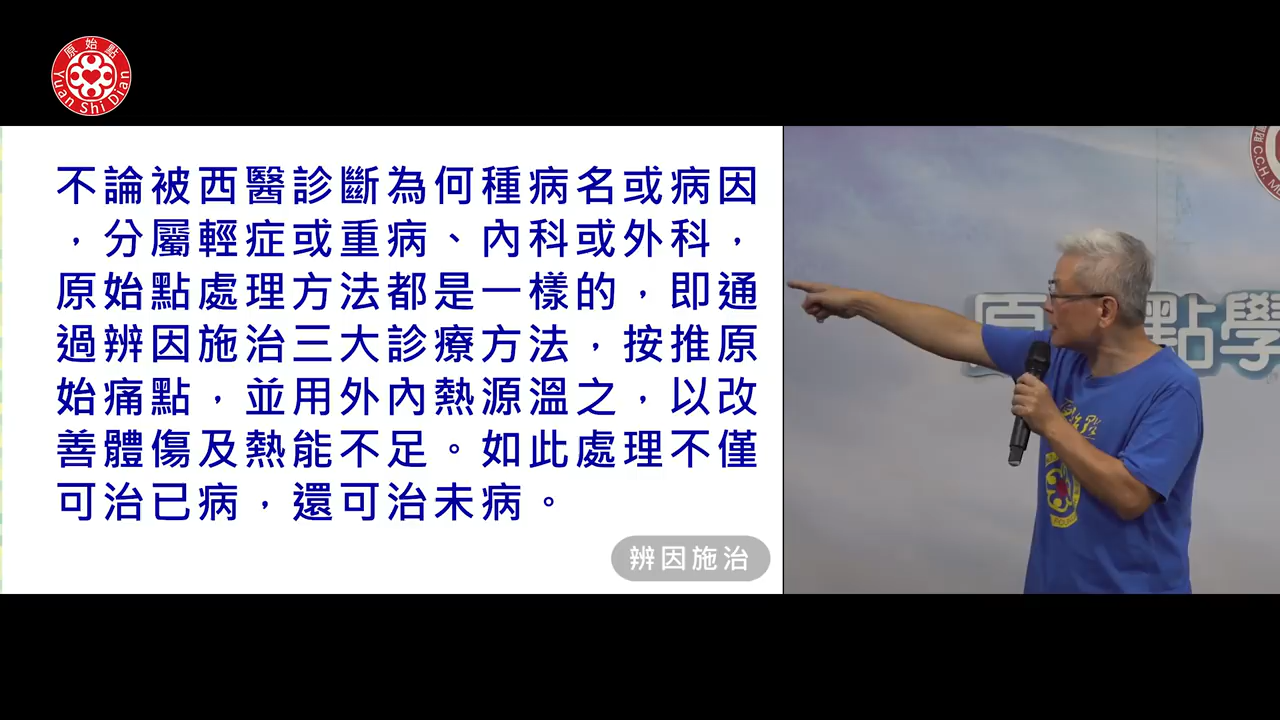 原始點
Yuan Shi Dian
不論被西醫診斷為何種病名或病因
，分屬輕症或重病、內科或外科，
原始點處理方法都是一樣的，即通
過辨因施治三大診療方法，按推原
始痛點，並用外內熱源溫之，以改
善體傷及熱能不足。如此處理不僅
可治已病，還可治未病。
辨因施治
原 點學
C.C.H.